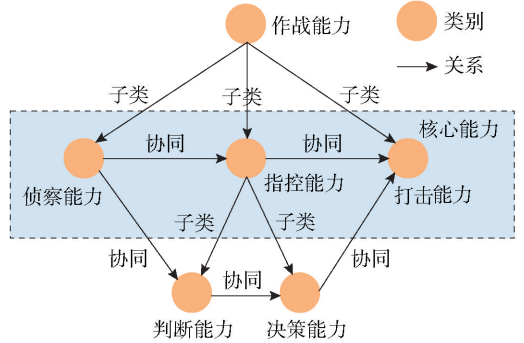 作战能力
类别
关系
子类
子类
子类
核心能力
协同
协同
侦察能力
指控能力
打击能力
子类
子类
协同
协同
协同
判断能力
决策能力